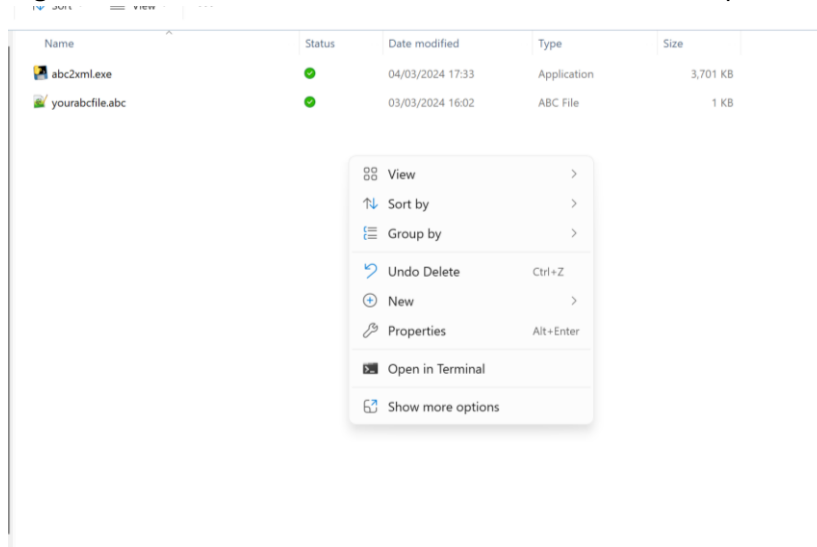 Sort View ...
Name Status Date modified Type Size
abc2xml.exe 04/03/2024 17:33 Application 3,701 KB
yourabcfile.abc 03/03/2024 16:02 ABC File 1 KB
View
Sort by
Group by
Undo Delete Ctrl+Z
New
Properties Alt+Enter
Open in Terminal
Show more options